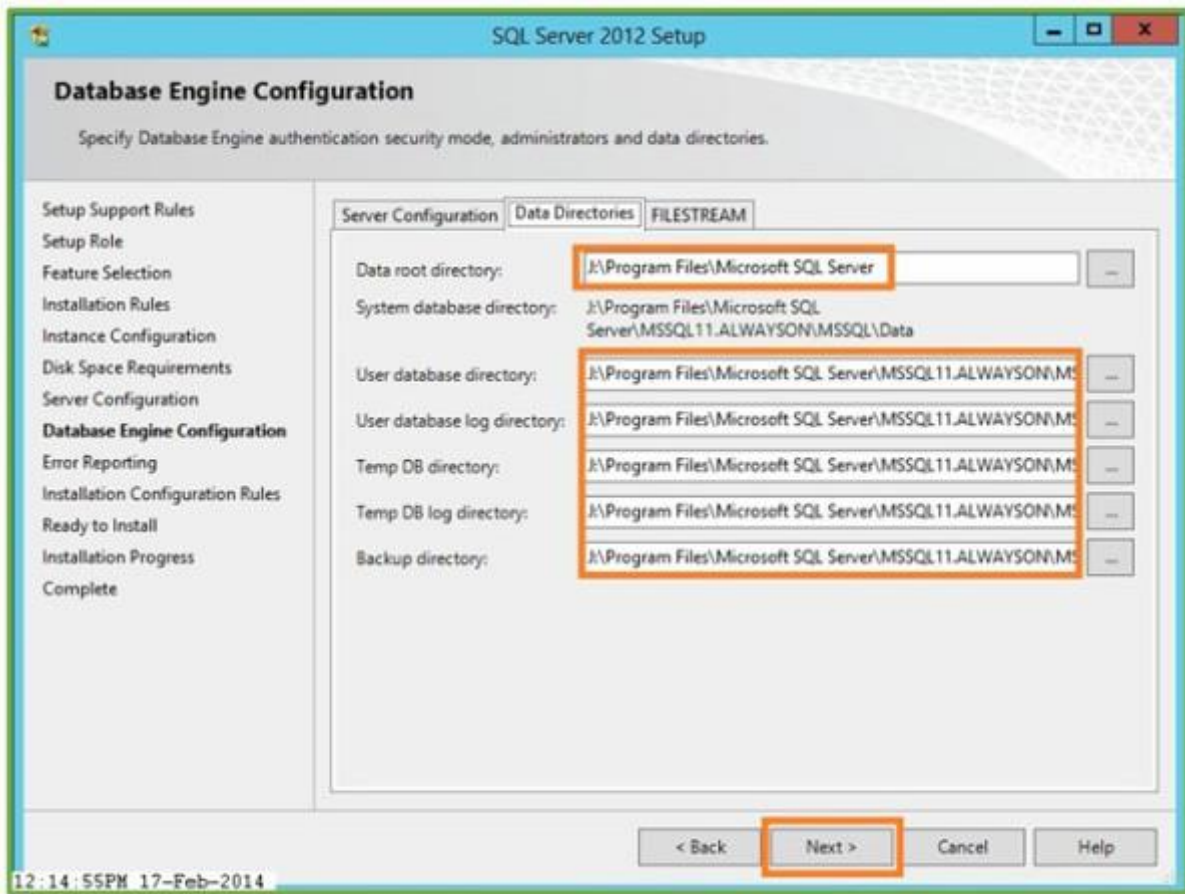 SQL Server 2012 Setup
Database Engine Configuration
Specify Database Engine authentication security mode, administrators and data directories.
Setup Support Rules
Setup Role
Feature Selection
Installation Rules
Instance Configuration
Disk Space Requirements
Server Configuration
Database Engine Configuration
Error Reporting
Installation Configuration Rules
Ready to Install
Installation Progress
Complete
Server Configuration Data Directories FILESTREAM
Data root directory: J:\Program Files\Microsoft SQL Server ...
System database directory: J:\Program Files\Microsoft SQL
Server\MSSQL11.ALWAYSON\MSSQL\Data
User database directory: J:\Program Files\Microsoft SQL Server\MSSQL11.ALWAYSON\MS ...
User database log directory: J:\Program Files\Microsoft SQL Server\MSSQL11.ALWAYSON\MS ...
Temp DB directory: J:\Program Files\Microsoft SQL Server\MSSQL11.ALWAYSON\MS ...
Temp DB log directory: J:\Program Files\Microsoft SQL Server\MSSQL11.ALWAYSON\MS ...
Backup directory: J:\Program Files\Microsoft SQL Server\MSSQL11.ALWAYSON\MS ...
< Back Next > Cancel Help
12:14:55PM 17-Feb-2014